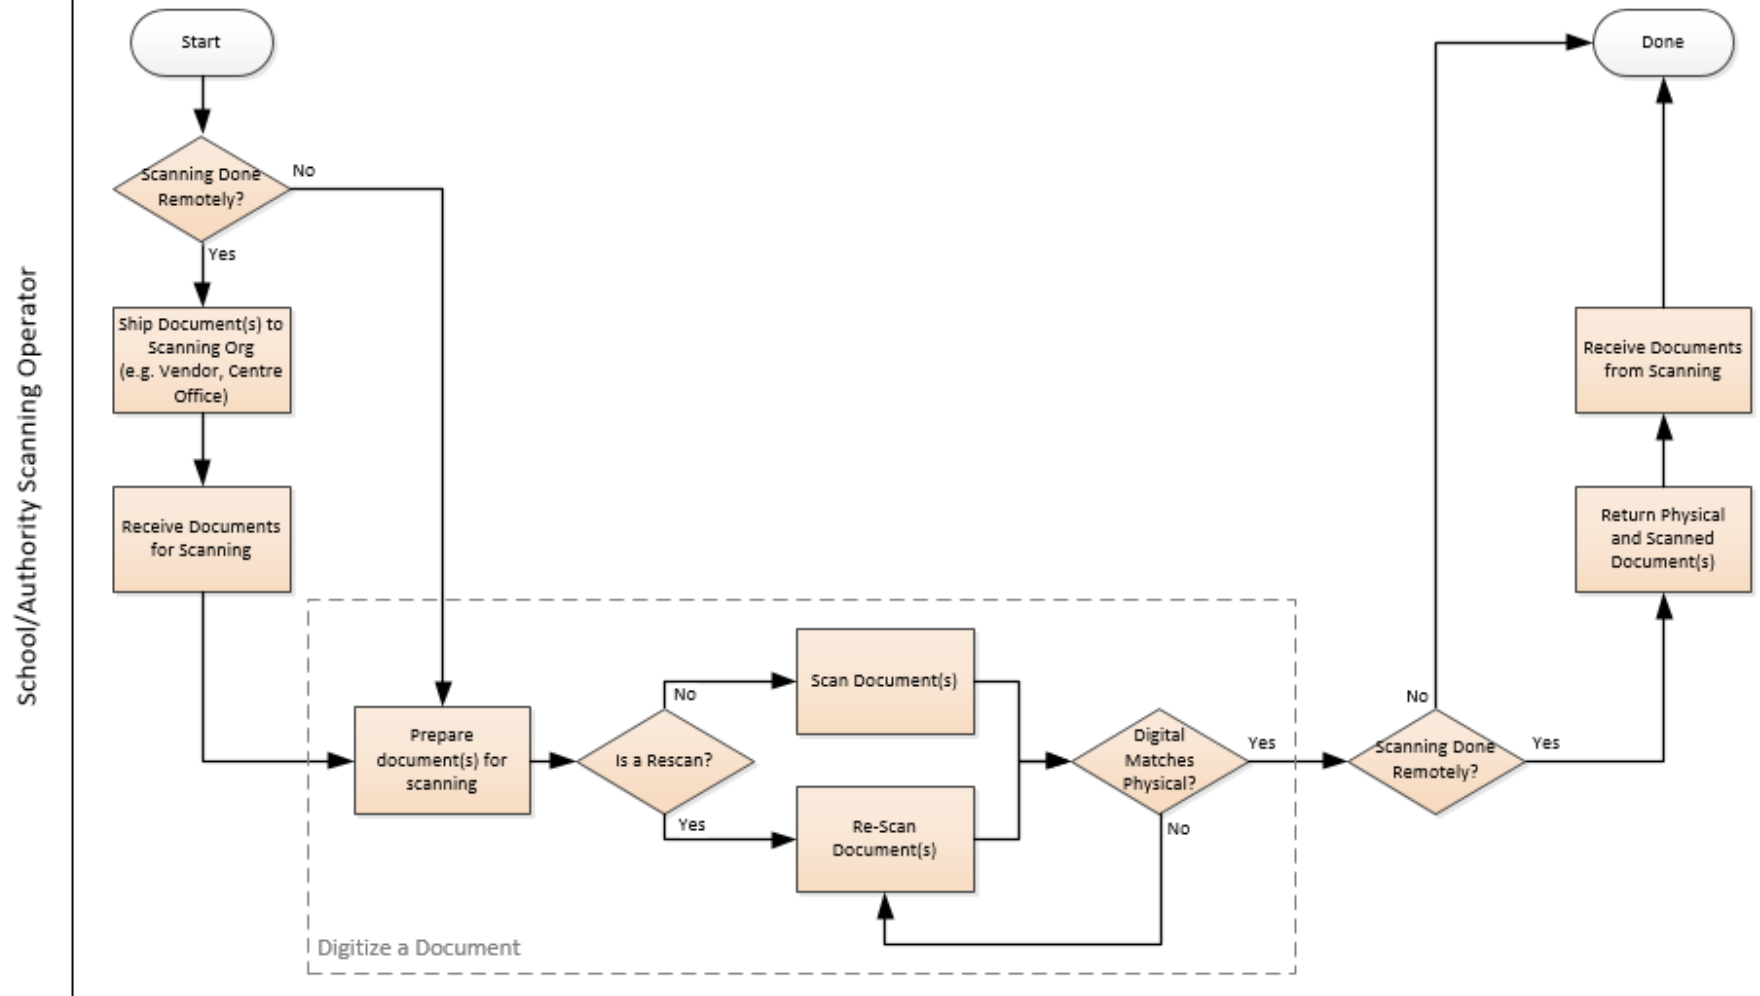 School/Authority Scanning Operator
Start
Scanning Done
Remotely?
No
Yes
Ship Document(s) to
Scanning Org
(e.g. Vendor, Centre
Office)
Receive Documents
for Scanning
Prepare
document(s) for
scanning
Is a Rescan?
No
Yes
Scan Document(s)
Re-Scan
Document(s)
Digital
Matches
Physical?
Yes
No
Digitize a Document
Scanning Done
Remotely?
No
Yes
Return Physical
and Scanned
Document(s)
Receive Documents
from Scanning
Done